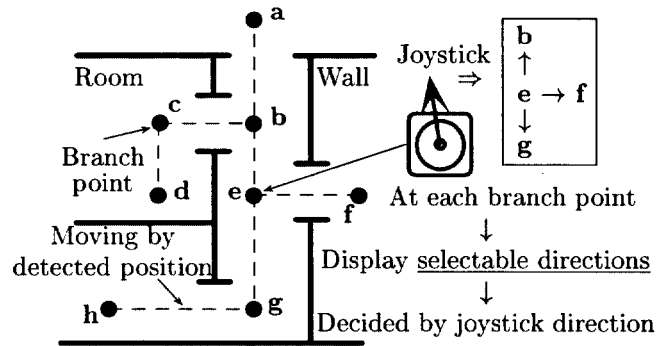 a
Room
Wall
Joystick
⇒
b
↑
e → f
↓
g
c
b
Branch
point
d
e
f
At each branch point
↓
Moving by
detected position
Display selectable directions
↓
h
g
Decided by joystick direction